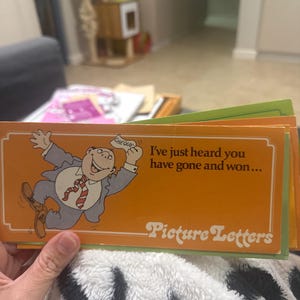 I've just heard you
have gone and won...
Picture Letters